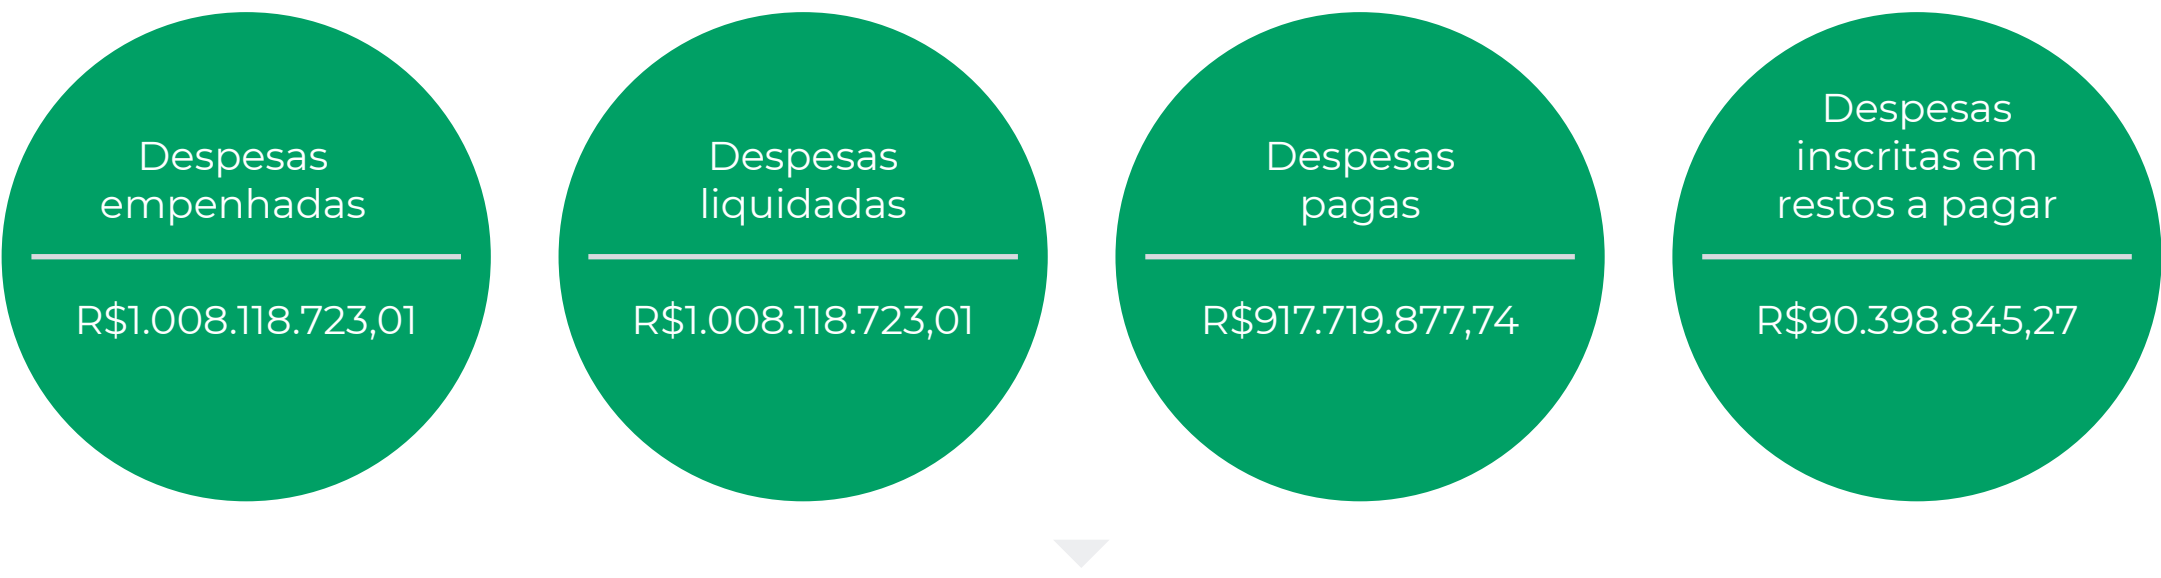 Despesas
empenhadas
R$1.008.118.723,01
Despesas
liquidadas
R$1.008.118.723,01
Despesas
pagas
R$917.719.877,74
Despesas
inscritas em
restos a pagar
R$90.398.845,27